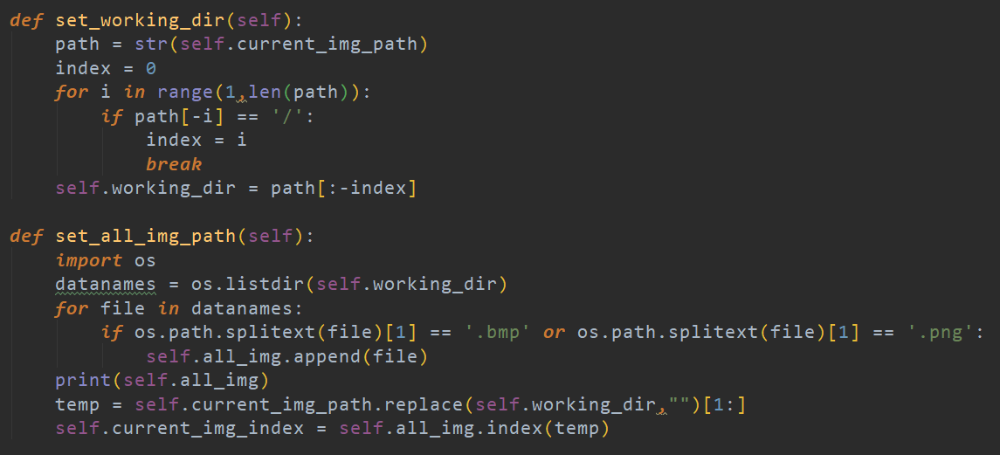 def set_working_dir(self):
    path = str(self.current_img_path)
    index = 0
    for i in range(1,len(path)):
        if path[-i] == '/':
            index = i
            break
    self.working_dir = path[:-index]

def set_all_img_path(self):
    import os
    datanames = os.listdir(self.working_dir)
    for file in datanames:
        if os.path.splitext(file)[1] == '.bmp' or os.path.splitext(file)[1] == '.png':
            self.all_img.append(file)
    print(self.all_img)
    temp = self.current_img_path.replace(self.working_dir,"")[1:]
    self.current_img_index = self.all_img.index(temp)